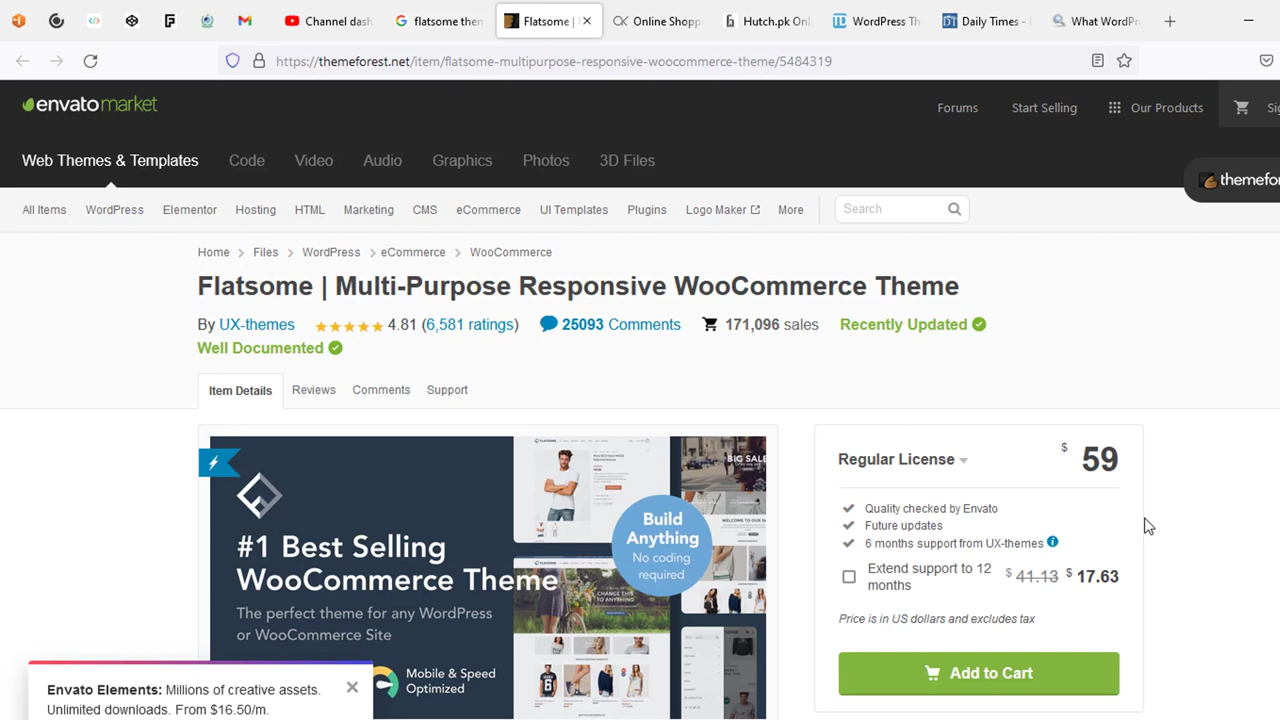 Channel dash
flatsome them
Flatsome |
Online Shopp
Hutch.pk Onl
WordPress Th
Daily Times -
What WordPr
https://themeforest.net/item/flatsome-multipurpose-responsive-woocommerce-theme/5484319
envatomarket
Forums
Start Selling
Our Products
Web Themes & Templates
Code
Video
Audio
Graphics
Photos
3D Files
themefor
All Items
WordPress
Elementor
Hosting
HTML
Marketing
CMS
eCommerce
UI Templates
Plugins
Logo Maker
More
Search
Home
Files
WordPress
eCommerce
WooCommerce
Flatsome | Multi-Purpose Responsive WooCommerce Theme
By UX-themes
4.81 (6,581 ratings)
25093 Comments
171,096 sales
Recently Updated
Well Documented
Item Details
Reviews
Comments
Support
#1 Best Selling
WooCommerce Theme
The perfect theme for any WordPress
or WooCommerce Site
Build
Anything
No coding
required
BIG SALE
Mobile & Speed
Optimized
Regular License
$ 59
Quality checked by Envato
Future updates
6 months support from UX-themes
Extend support to 12
months
$ 41.13 $ 17.63
Price is in US dollars and excludes tax
Add to Cart
Envato Elements: Millions of creative assets.
Unlimited downloads. From $16.50/m.